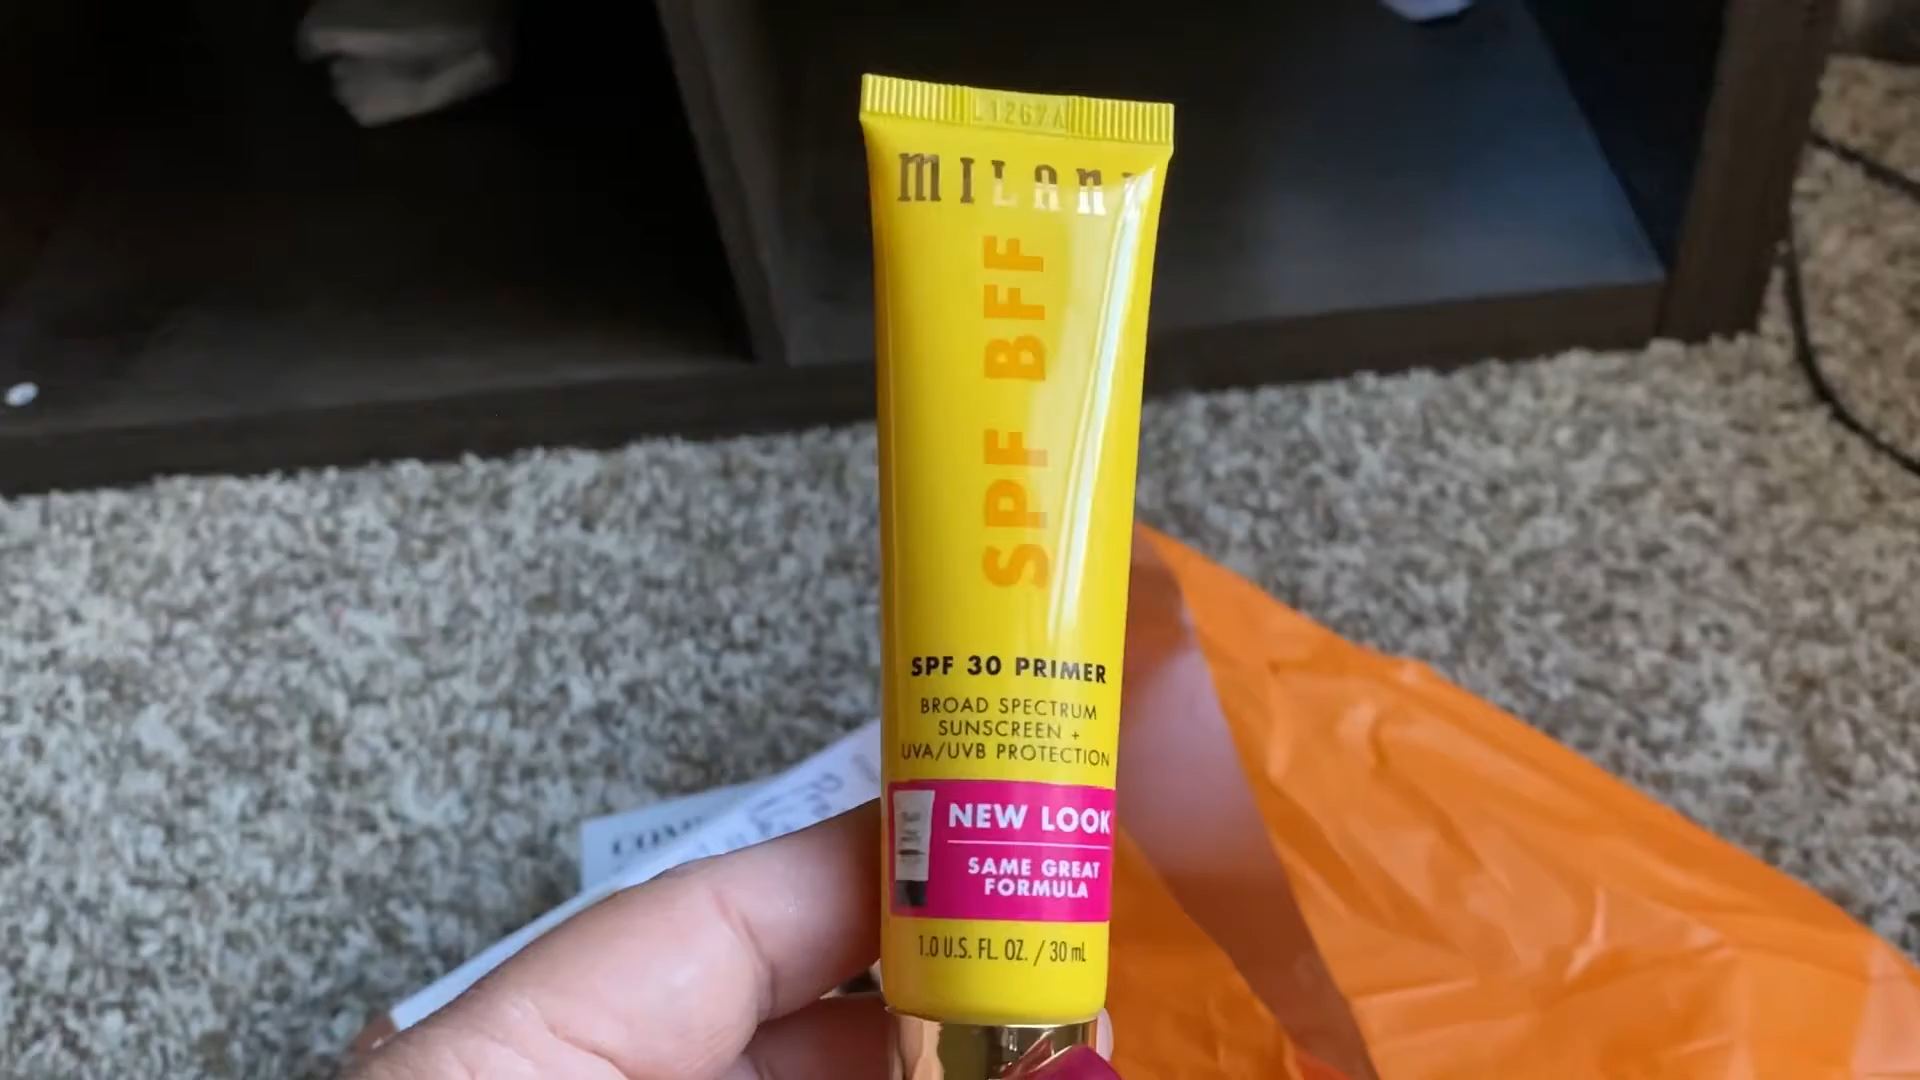 L1267A
MILANI
SPF BFF
SPF 30 PRIMER
BROAD SPECTRUM
SUNSCREEN +
UVA/UVB PROTECTION
NEW LOOK
SAME GREAT
FORMULA
1.0 U.S. FL. OZ. / 30 mL